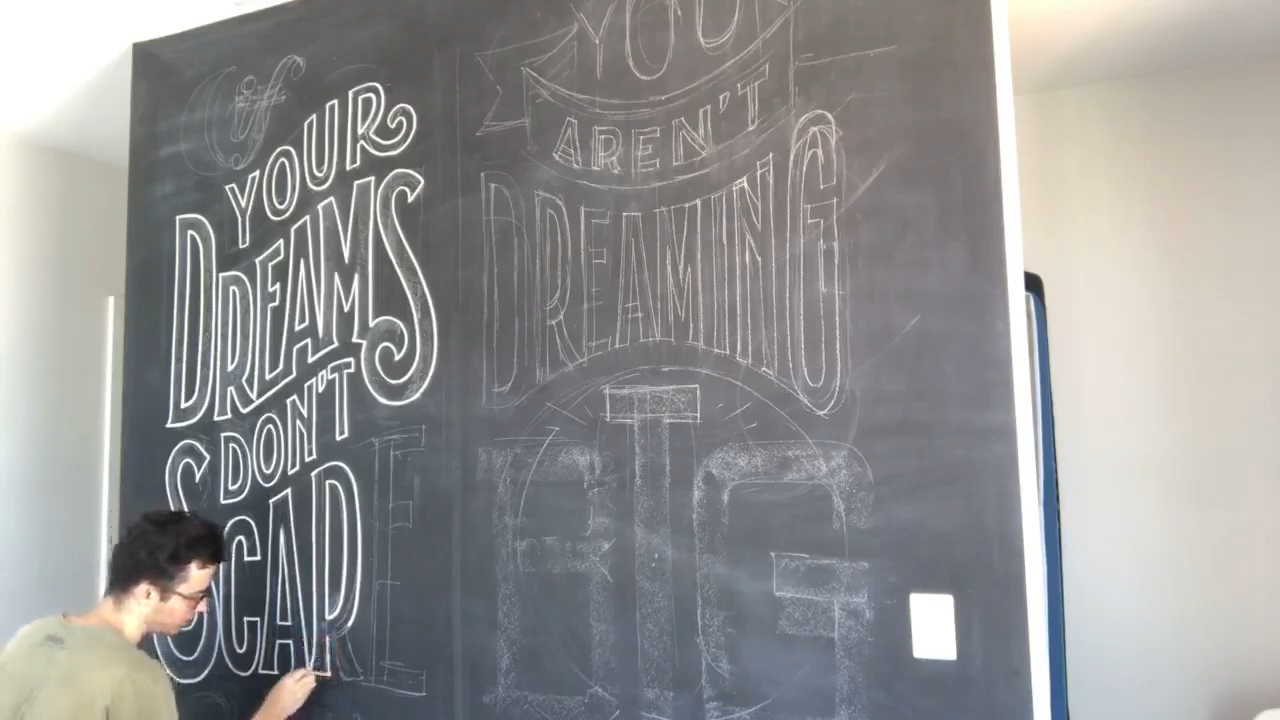 if
YOUR
DREAMS
DON'T
SCARE
YOU
AREN'T
DREAMING
BIG